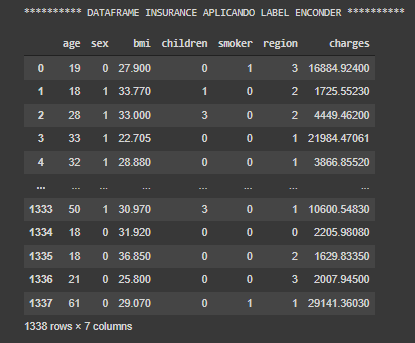 ********** DATAFRAME INSURANCE APLICANDO LABEL ENCONDER **********
age sex bmi children smoker region charges
0 19 0 27.900 0 1 3 16884.92400
1 18 1 33.770 1 0 2 1725.55230
2 28 1 33.000 3 0 2 4449.46200
3 33 1 22.705 0 0 1 21984.47061
4 32 1 28.880 0 0 1 3866.85520
... ... ... ... ... ... ... ...
1333 50 1 30.970 3 0 1 10600.54830
1334 18 0 31.920 0 0 0 2205.98080
1335 18 0 36.850 0 0 2 1629.83350
1336 21 0 25.800 0 0 3 2007.94500
1337 61 0 29.070 0 1 1 29141.36030
1338 rows × 7 columns